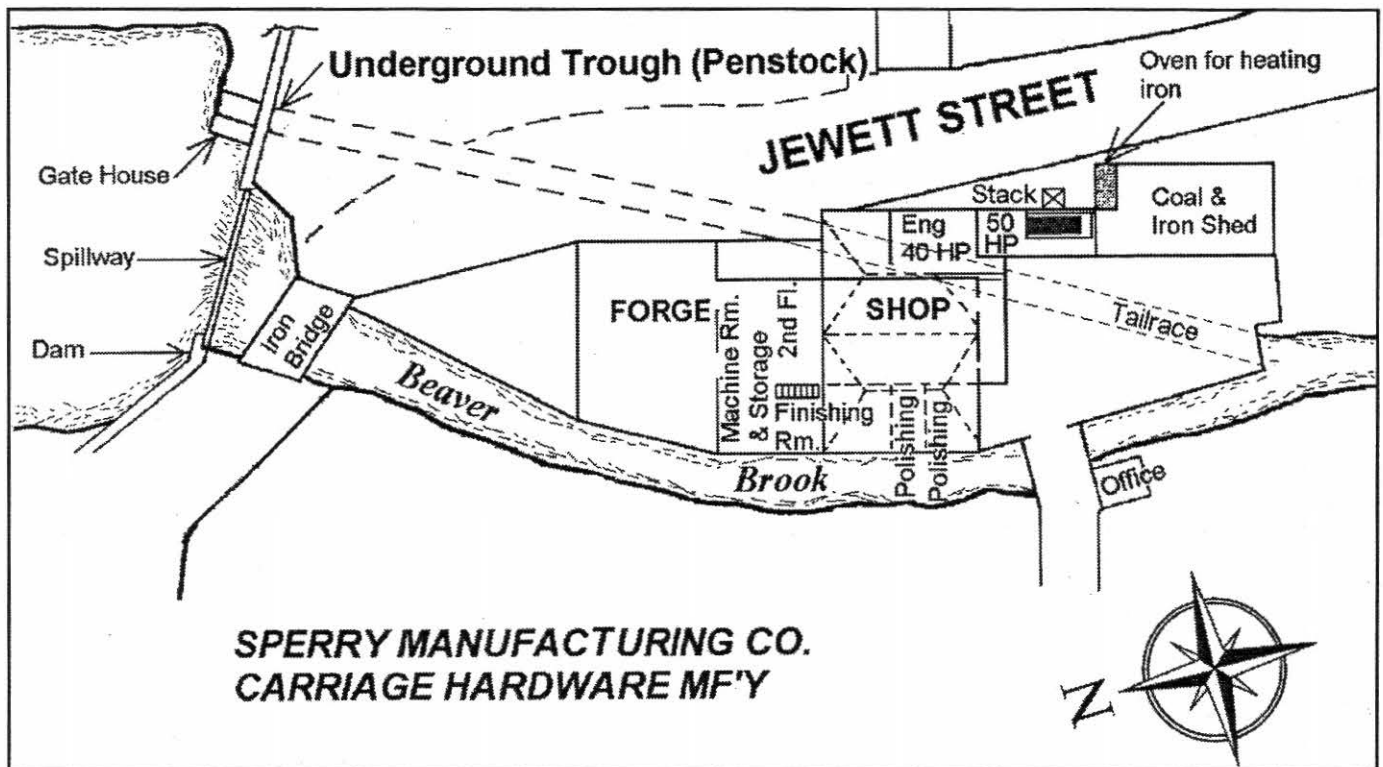 Underground Trough (Penstock)
Oven for heating
iron
JEWETT STREET
Gate House
Stack
Coal &
Iron Shed
Eng
40 HP
50
HP
Spillway
FORGE
Machine Rm.
& Storage
2nd Fl.
SHOP
Tailrace
Iron
Bridge
Dam
Beaver
Finishing
Rm.
Polishing
Polishing
Brook
Office
SPERRY MANUFACTURING CO.
CARRIAGE HARDWARE MF'Y
N